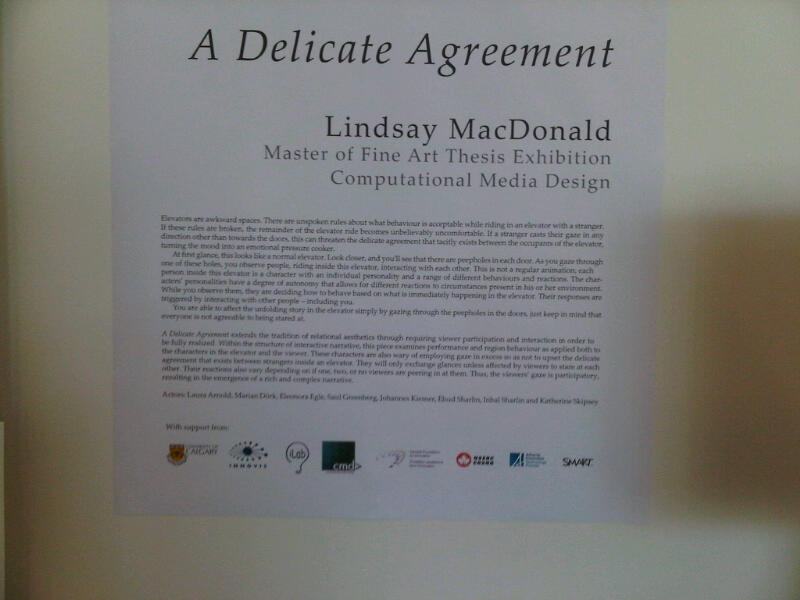 A Delicate Agreement
Lindsay MacDonald
Master of Fine Art Thesis Exhibition
Computational Media Design
Elevators are awkward spaces. There are unspoken rules about what behaviour is acceptable while riding in an elevator with a stranger.
If these rules are broken, the remainder of the elevator ride becomes unbelievably uncomfortable. If a stranger casts their gaze in any
direction other than towards the doors, this can threaten the delicate agreement that tacitly exists between the occupants of the elevator,
turning the mood into an emotional pressure cooker.
At first glance, this looks like a normal elevator. Look closer, and you'll see that there are peepholes in each door. As you gaze through
one of these holes, you observe people, riding inside this elevator, interacting with each other. This is not a regular animation; each
person inside this elevator is a character with an individual personality and a range of different behaviours and reactions. The char-
acters' personalities have a degree of autonomy that allows for different reactions to circumstances present in his or her environment.
While you observe them, they are deciding how to behave based on what is immediately happening in the elevator. Their responses are
triggered by interacting with other people – including you.
You are able to affect the unfolding story in the elevator simply by gazing through the peepholes in the doors, just keep in mind that
everyone is not agreeable to being stared at.
A Delicate Agreement extends the tradition of relational aesthetics through requiring viewer participation and interaction in order to
be fully realized. Within the structure of interactive narrative, this piece examines performance and region behaviour as applied both to
the characters in the elevator and the viewer. These characters are also wary of employing gaze in excess so as not to upset the delicate
agreement that exists between strangers inside an elevator. They will only exchange glances unless affected by viewers to stare at each
other. Their reactions also vary depending on if one, two, or no viewers are peering in at them. Thus, the viewers' gaze is participatory,
resulting in the emergence of a rich and complex narrative.
Actors: Laura Arnold, Marian Dörk, Eleonora Egle, Saul Greenberg, Johannes Kiemer, Ehud Sharlin, Inbal Sharlin and Katherine Skipsey
With support from:
UNIVERSITY OF
CALGARY
INNOVIS
iLab
cmd
NSERC
CRSNG
SMART